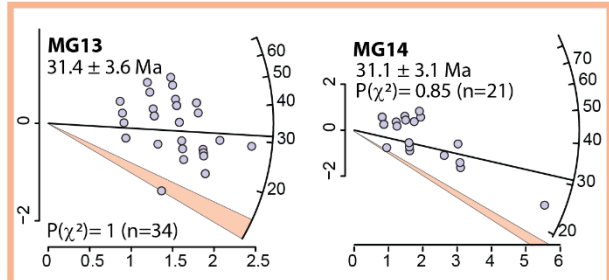 MG13
31.4 ± 3.6 Ma
60
50
40
30
20
0
−2
P(χ²)= 1 (n=34)
0 0.5 1 1.5 2 2.5
MG14
31.1 ± 3.1 Ma
P(χ²)= 0.85 (n=21)
70
60
50
40
30
20
2
0
−2
0 1 2 3 4 5 6